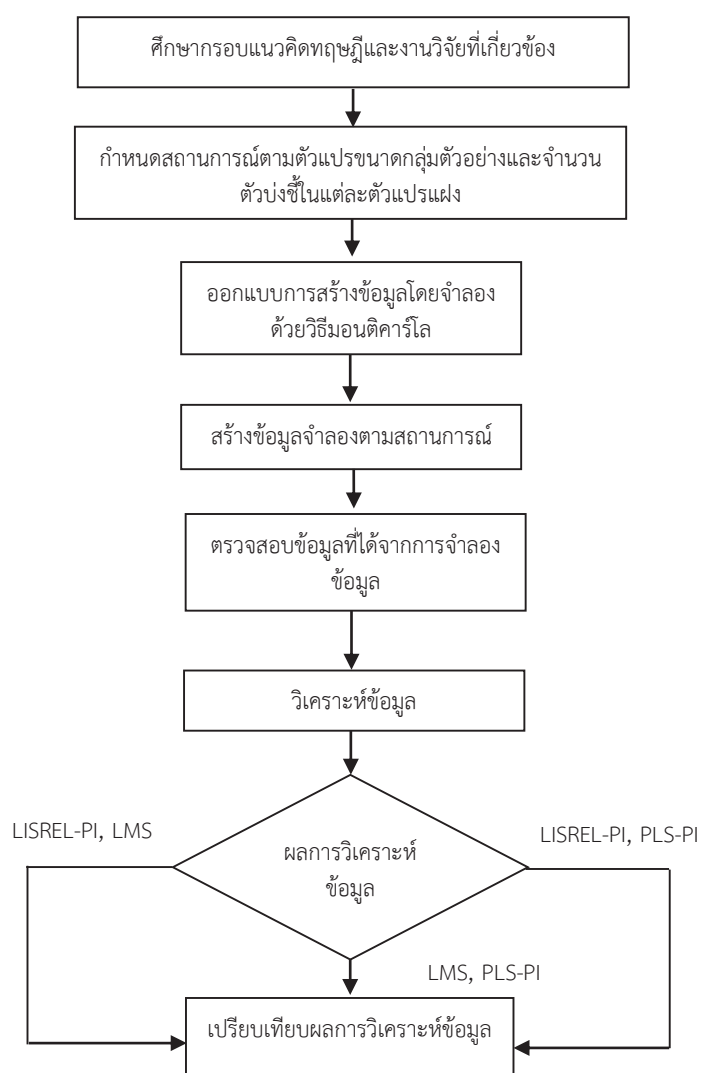 ศึกษากรอบแนวคิดทฤษฎีและงานวิจัยที่เกี่ยวข้อง
กำหนดสถานการณ์ตามตัวแปรขนาดกลุ่มตัวอย่างและจำนวน
ตัวบ่งชี้ในแต่ละตัวแปรแฝง
ออกแบบการสร้างข้อมูลโดยจำลอง
ด้วยวิธีมอนติคาร์โล
สร้างข้อมูลจำลองตามสถานการณ์
ตรวจสอบข้อมูลที่ได้จากการจำลอง
ข้อมูล
วิเคราะห์ข้อมูล
LISREL-PI, LMS
LISREL-PI, PLS-PI
ผลการวิเคราะห์
ข้อมูล
LMS, PLS-PI
เปรียบเทียบผลการวิเคราะห์ข้อมูล